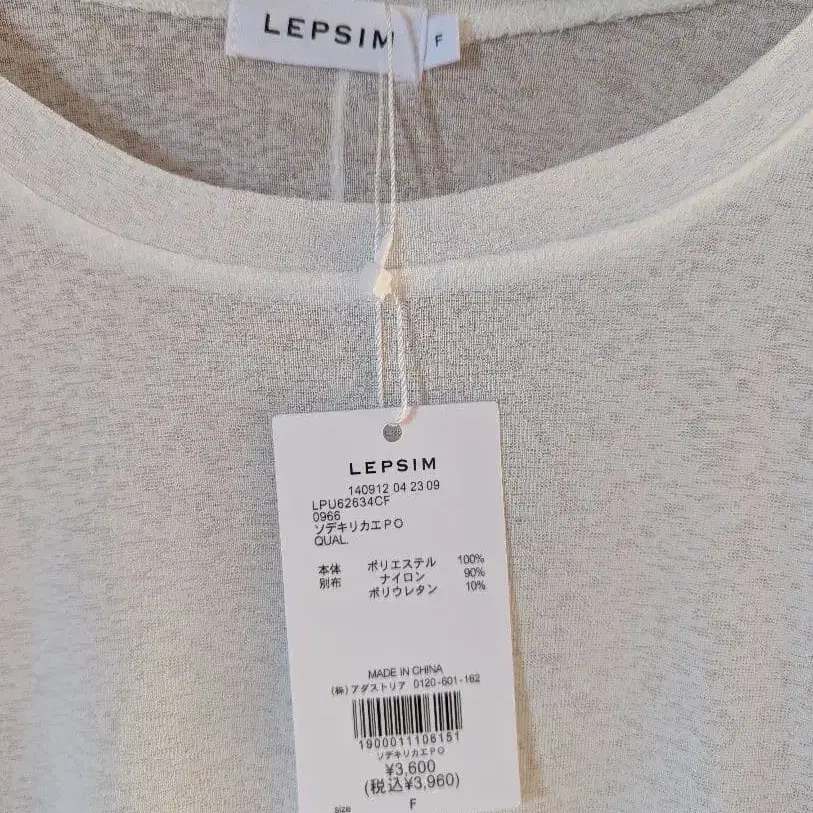 LEPSIM
F
LEPSIM
140912 04 23 09
LPU62634CF
0966
ソデキリカエPO
QUAL.
本体 ポリエステル 100%
別布 ナイロン 90%
ポリウレタン 10%
MADE IN CHINA
(株)アダストリア 0120-601-162
1900011106151
ソデキリカエPO
¥3,600
(税込¥3,960)
size F